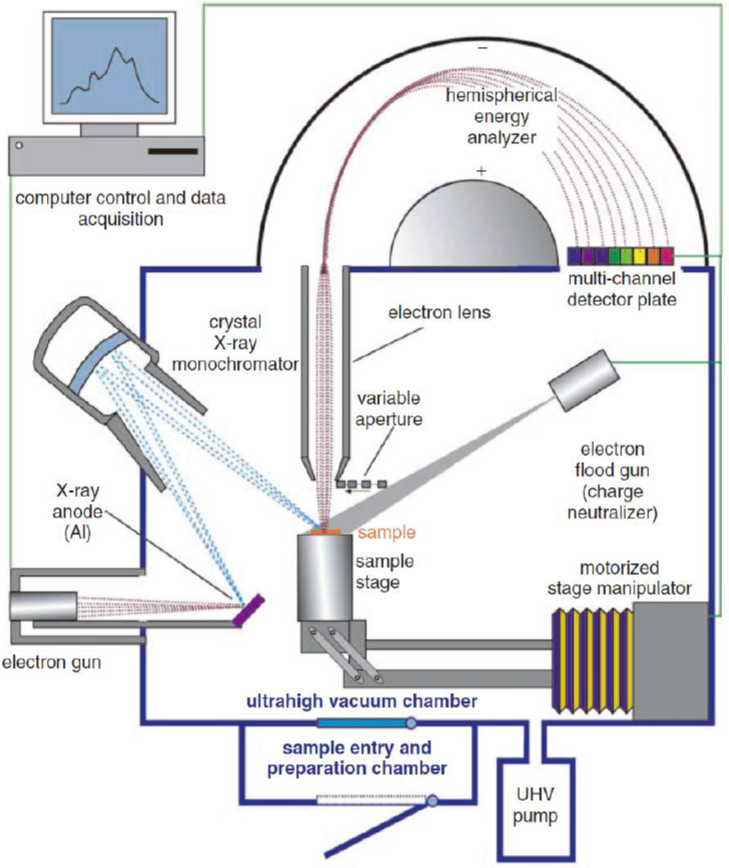 −
hemispherical
energy
analyzer
+
computer control and data
acquisition
multi-channel
detector plate
crystal
X-ray
monochromator
electron lens
variable
aperture
X-ray
anode
(Al)
electron
flood gun
(charge
neutralizer)
sample
sample
stage
motorized
stage manipulator
electron gun
ultrahigh vacuum chamber
sample entry and
preparation chamber
UHV
pump